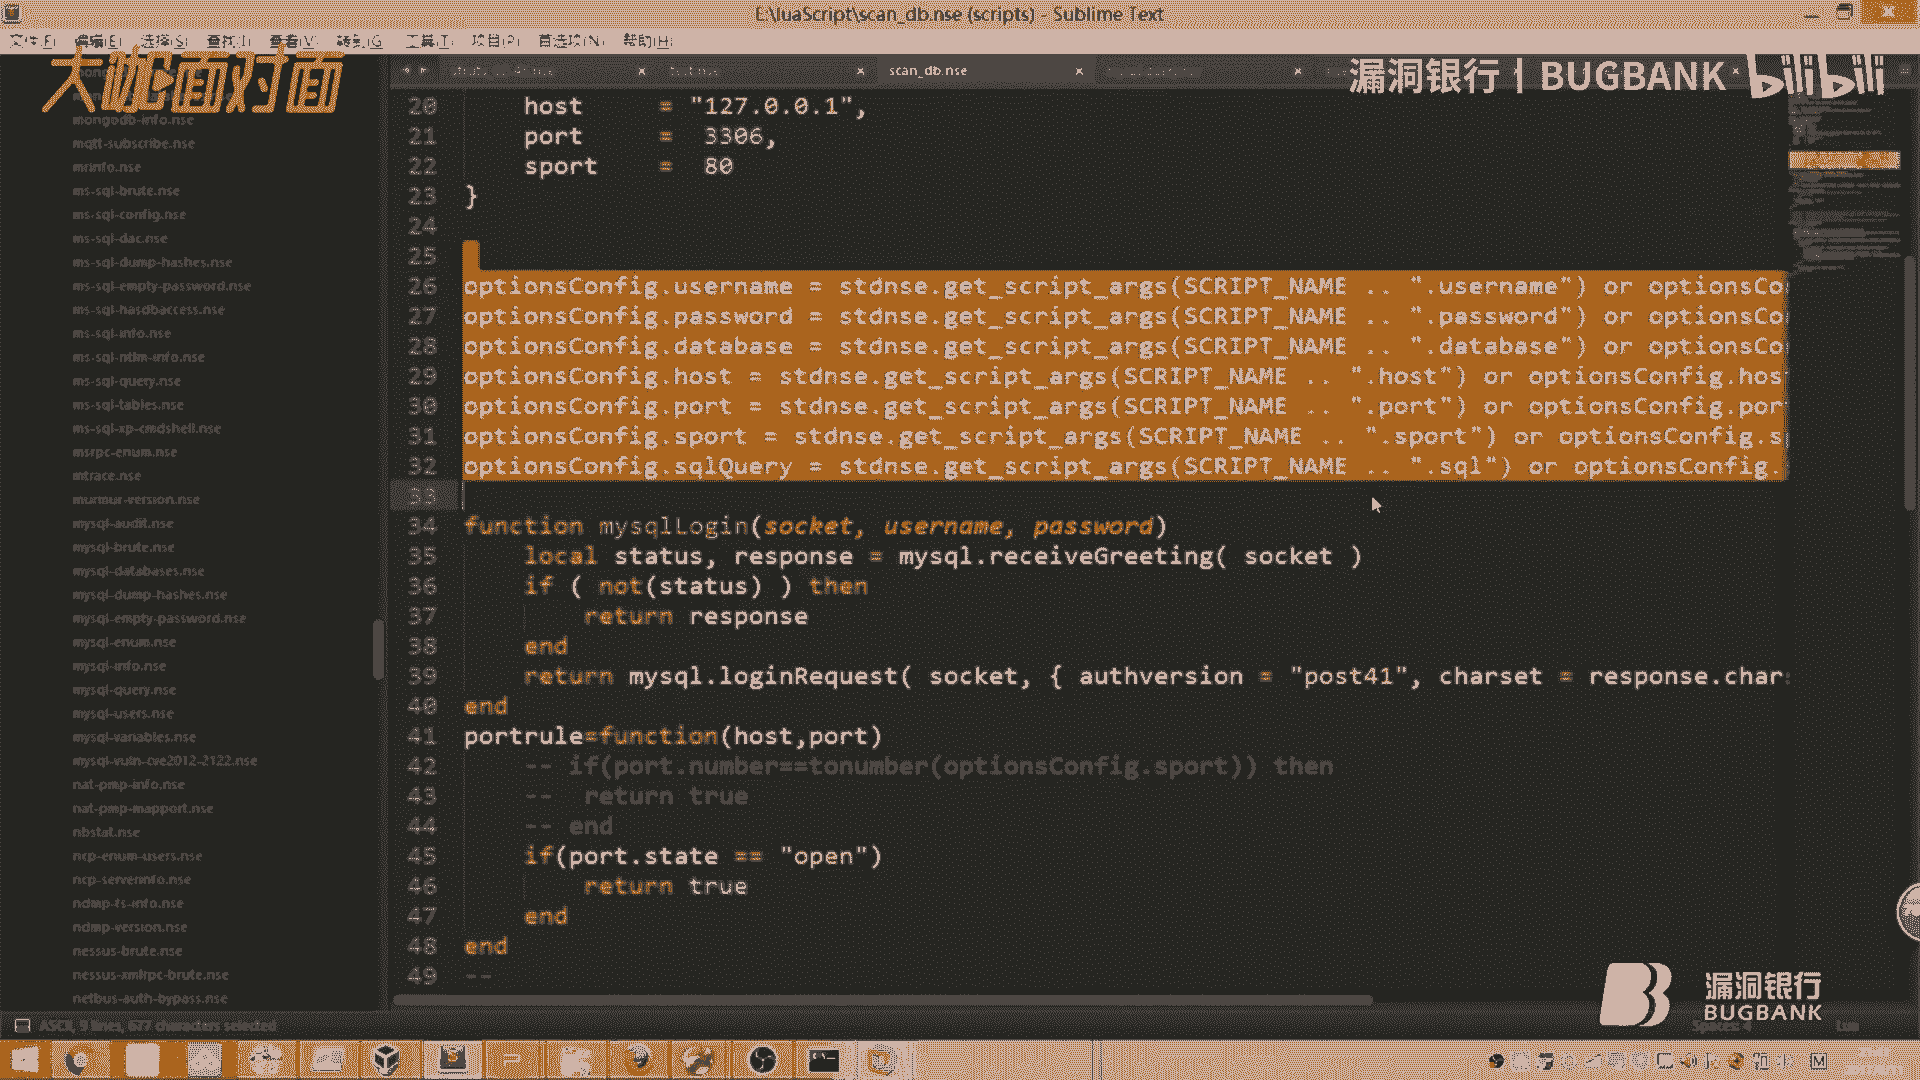 E:\luaScript\scan_db.nse (scripts) - Sublime Text
文件(F) 编辑(E) 选择(S) 查找(I) 查看(V) 转到(G) 工具(T) 项目(P) 首选项(N) 帮助(H)
大咖面对面
漏洞银行 | BUGBANK bilibili
test.nse
scan_db.nse
mongodb-info.nse
mqtt-subscribe.nse
mrinfo.nse
ms-sql-brute.nse
ms-sql-config.nse
ms-sql-dac.nse
ms-sql-dump-hashes.nse
ms-sql-empty-password.nse
ms-sql-hasdbaccess.nse
ms-sql-info.nse
ms-sql-ntlm-info.nse
ms-sql-query.nse
ms-sql-tables.nse
ms-sql-xp-cmdshell.nse
msrpc-enum.nse
mtrace.nse
murmur-version.nse
mysql-audit.nse
mysql-brute.nse
mysql-databases.nse
mysql-dump-hashes.nse
mysql-empty-password.nse
mysql-enum.nse
mysql-info.nse
mysql-query.nse
mysql-users.nse
mysql-variables.nse
mysql-vuln-cve2012-2122.nse
nat-pmp-info.nse
nat-pmp-mapport.nse
nbstat.nse
ncp-enum-users.nse
ncp-serverinfo.nse
ndmp-fs-info.nse
ndmp-version.nse
nessus-brute.nse
nessus-xmlrpc-brute.nse
netbus-auth-bypass.nse
20 host = "127.0.0.1",
21 port = 3306,
22 sport = 80
23 }
24
25
26 optionsConfig.username = stdnse.get_script_args(SCRIPT_NAME .. ".username") or optionsCo
27 optionsConfig.password = stdnse.get_script_args(SCRIPT_NAME .. ".password") or optionsCo
28 optionsConfig.database = stdnse.get_script_args(SCRIPT_NAME .. ".database") or optionsCo
29 optionsConfig.host = stdnse.get_script_args(SCRIPT_NAME .. ".host") or optionsConfig.hos
30 optionsConfig.port = stdnse.get_script_args(SCRIPT_NAME .. ".port") or optionsConfig.por
31 optionsConfig.sport = stdnse.get_script_args(SCRIPT_NAME .. ".sport") or optionsConfig.s
32 optionsConfig.sqlQuery = stdnse.get_script_args(SCRIPT_NAME .. ".sql") or optionsConfig.
33
34 function mysqlLogin(socket, username, password)
35 local status, response = mysql.receiveGreeting( socket )
36 if ( not(status) ) then
37 return response
38 end
39 return mysql.loginRequest( socket, { authversion = "post41", charset = response.char
40 end
41 portrule=function(host,port)
42 -- if(port.number==tonumber(optionsConfig.sport)) then
43 -- return true
44 -- end
45 if(port.state == "open")
46 return true
47 end
48 end
49 --
漏洞银行
BUGBANK
ASCII, 9 lines, 677 characters selected
Spaces: 4
Lua
M